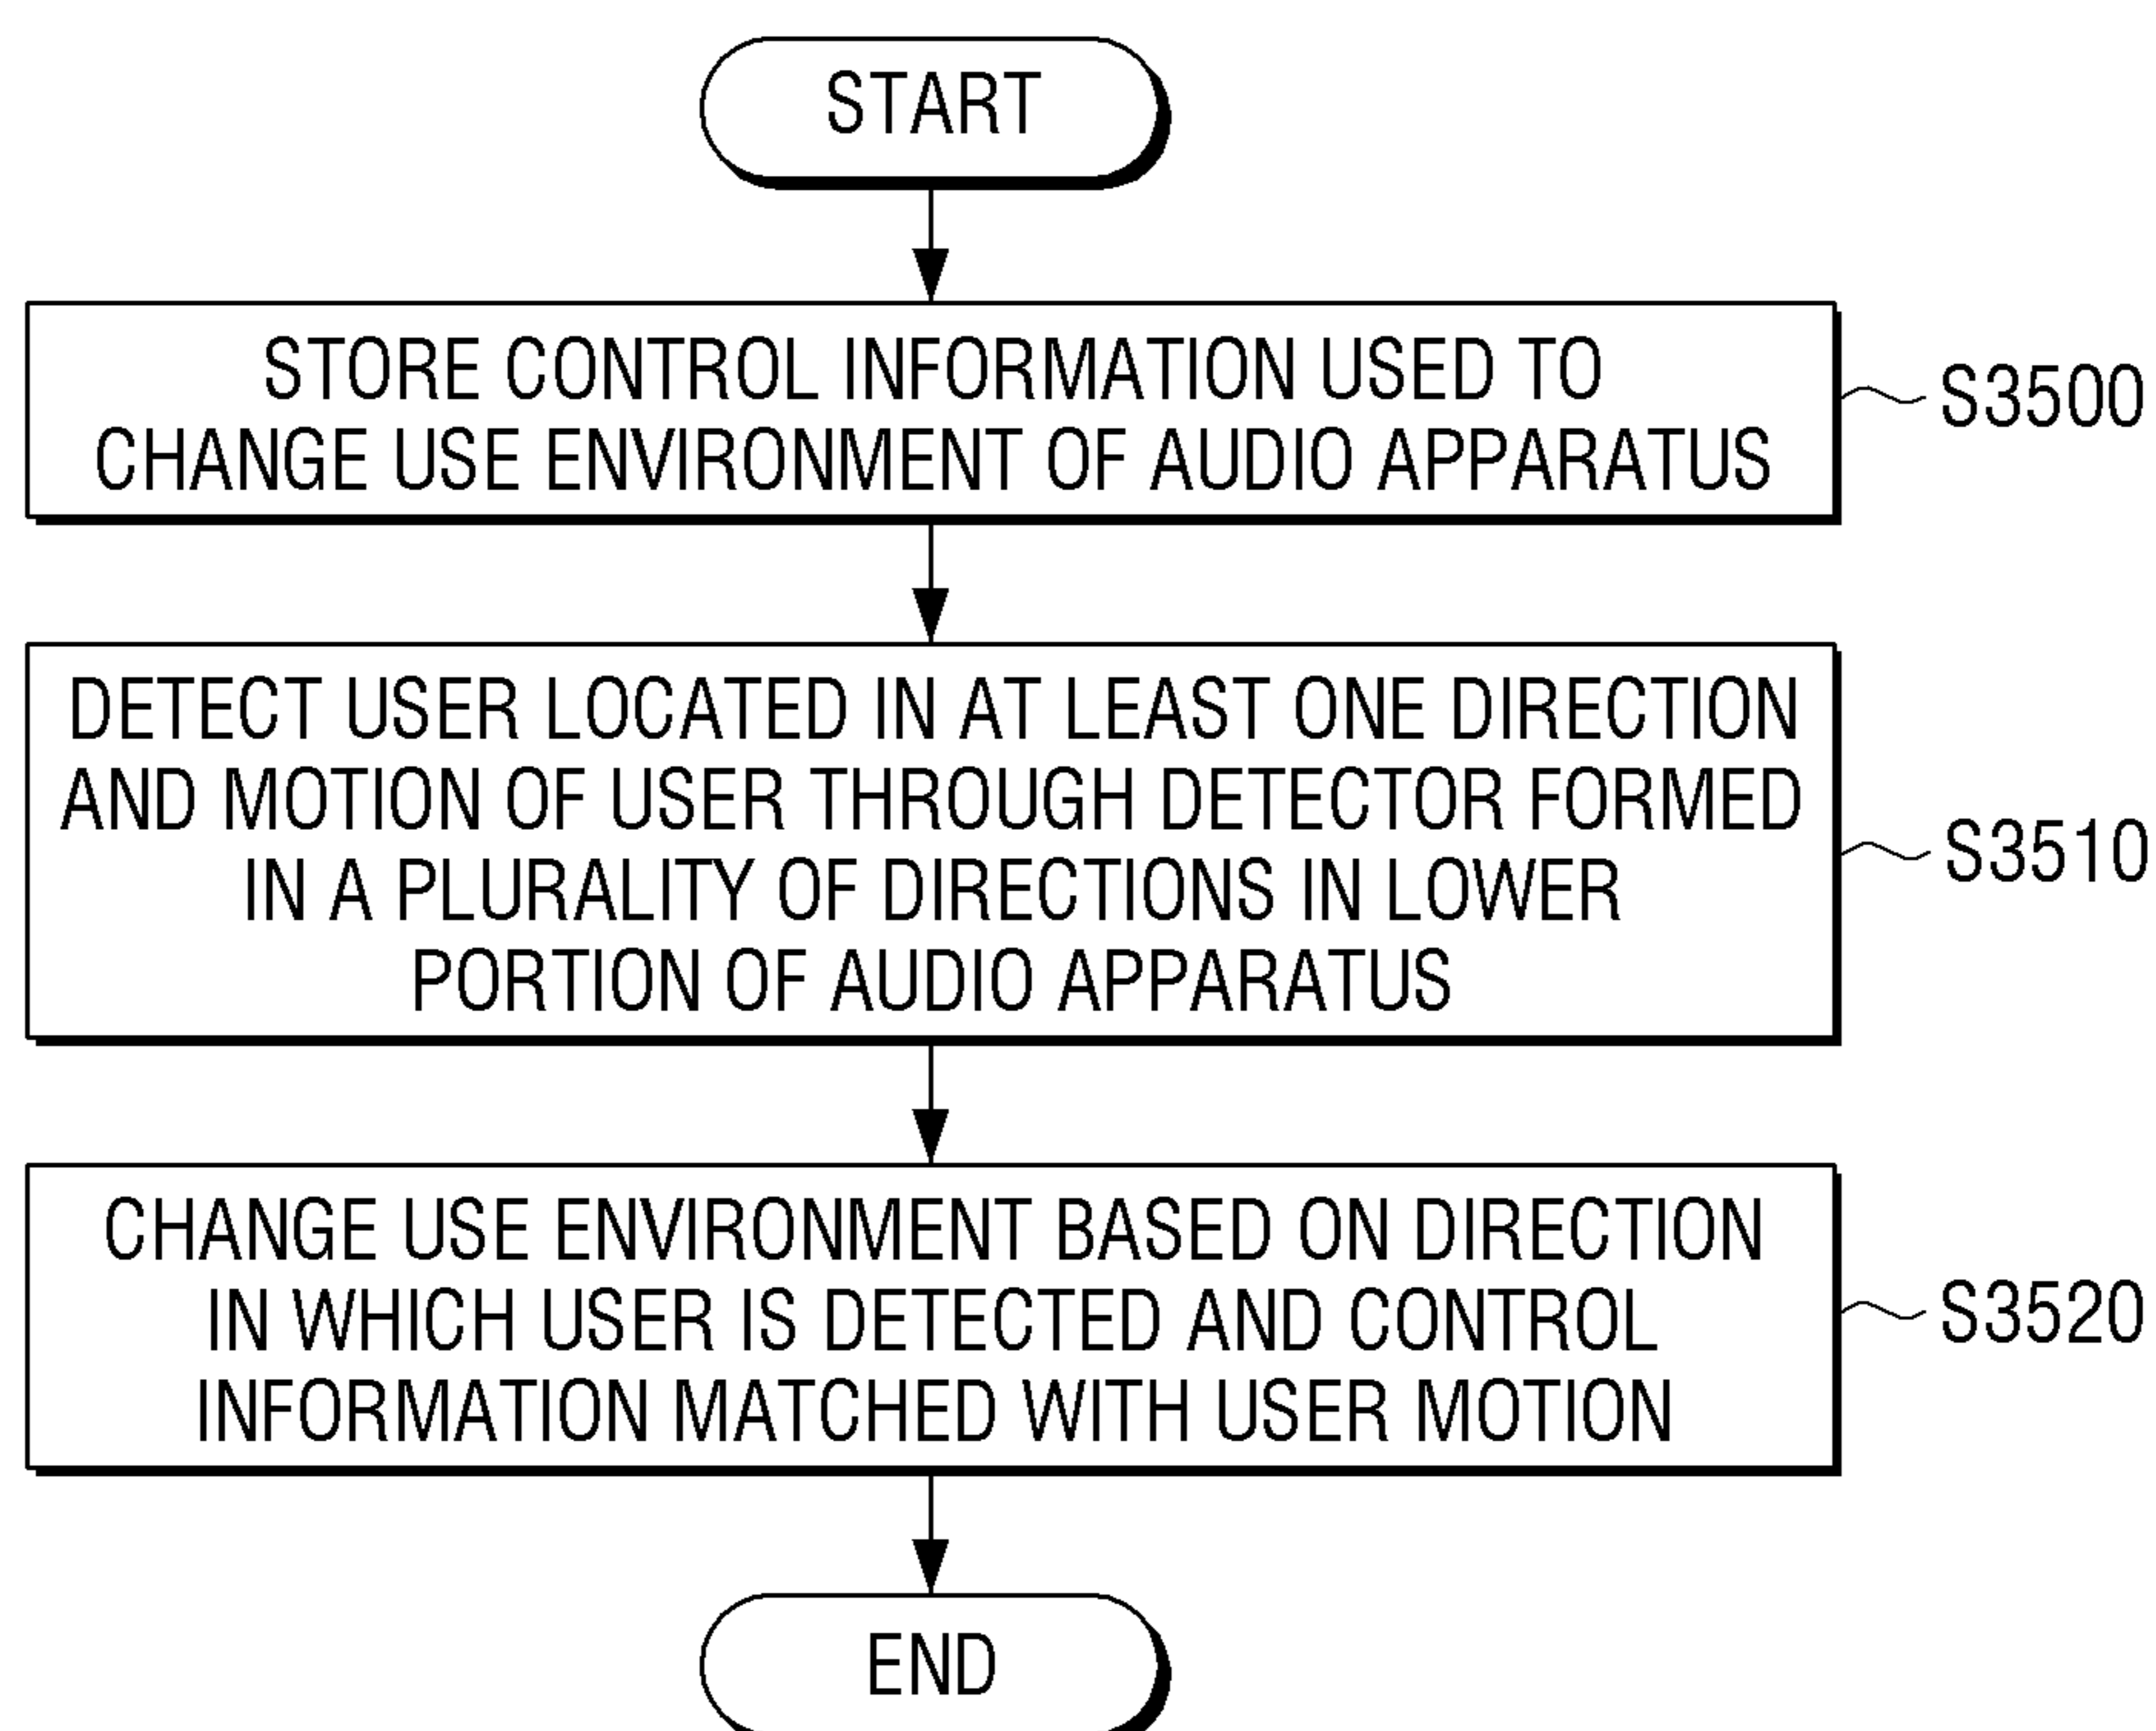 START
STORE CONTROL INFORMATION USED TO
CHANGE USE ENVIRONMENT OF AUDIO APPARATUS
S3500
DETECT USER LOCATED IN AT LEAST ONE DIRECTION
AND MOTION OF USER THROUGH DETECTOR FORMED
IN A PLURALITY OF DIRECTIONS IN LOWER
PORTION OF AUDIO APPARATUS
S3510
CHANGE USE ENVIRONMENT BASED ON DIRECTION
IN WHICH USER IS DETECTED AND CONTROL
INFORMATION MATCHED WITH USER MOTION
S3520
END